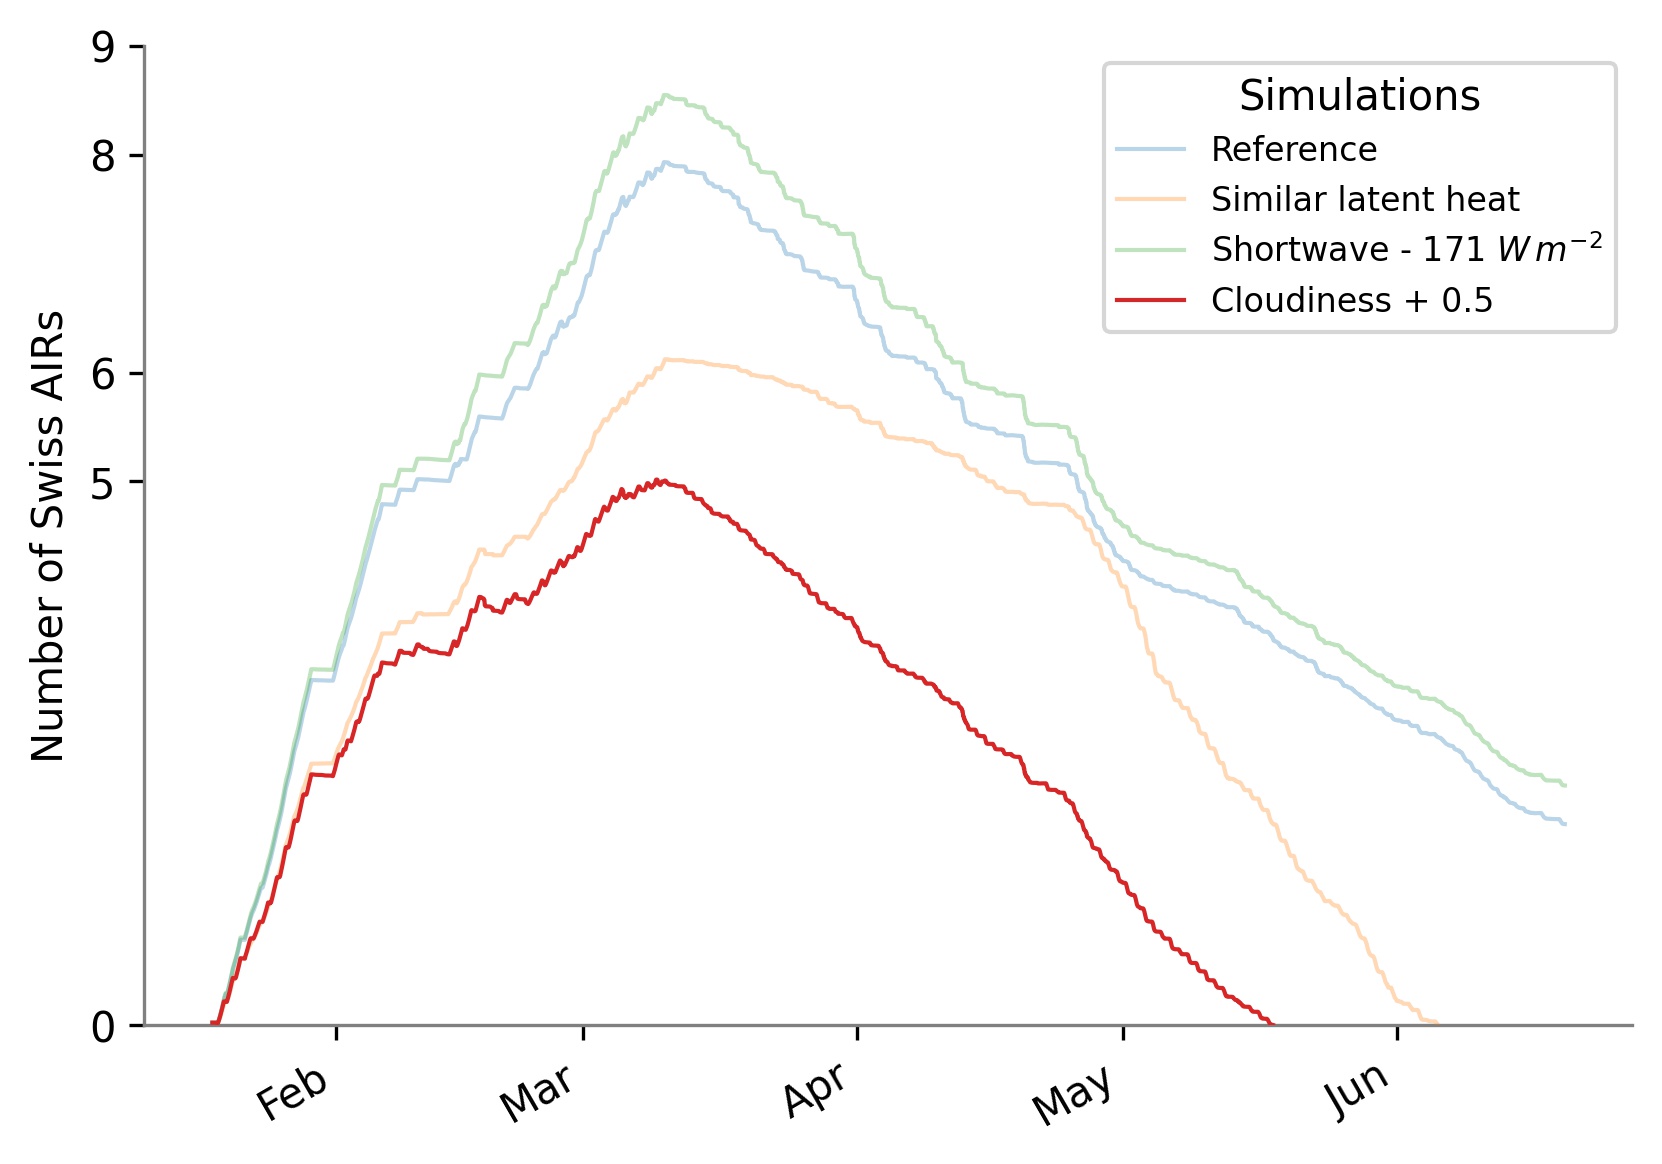 9
8
6
5
0
Number of Swiss AIRs
Simulations
Reference
Similar latent heat
Shortwave - 171 W m⁻²
Cloudiness + 0.5
Feb
Mar
Apr
May
Jun